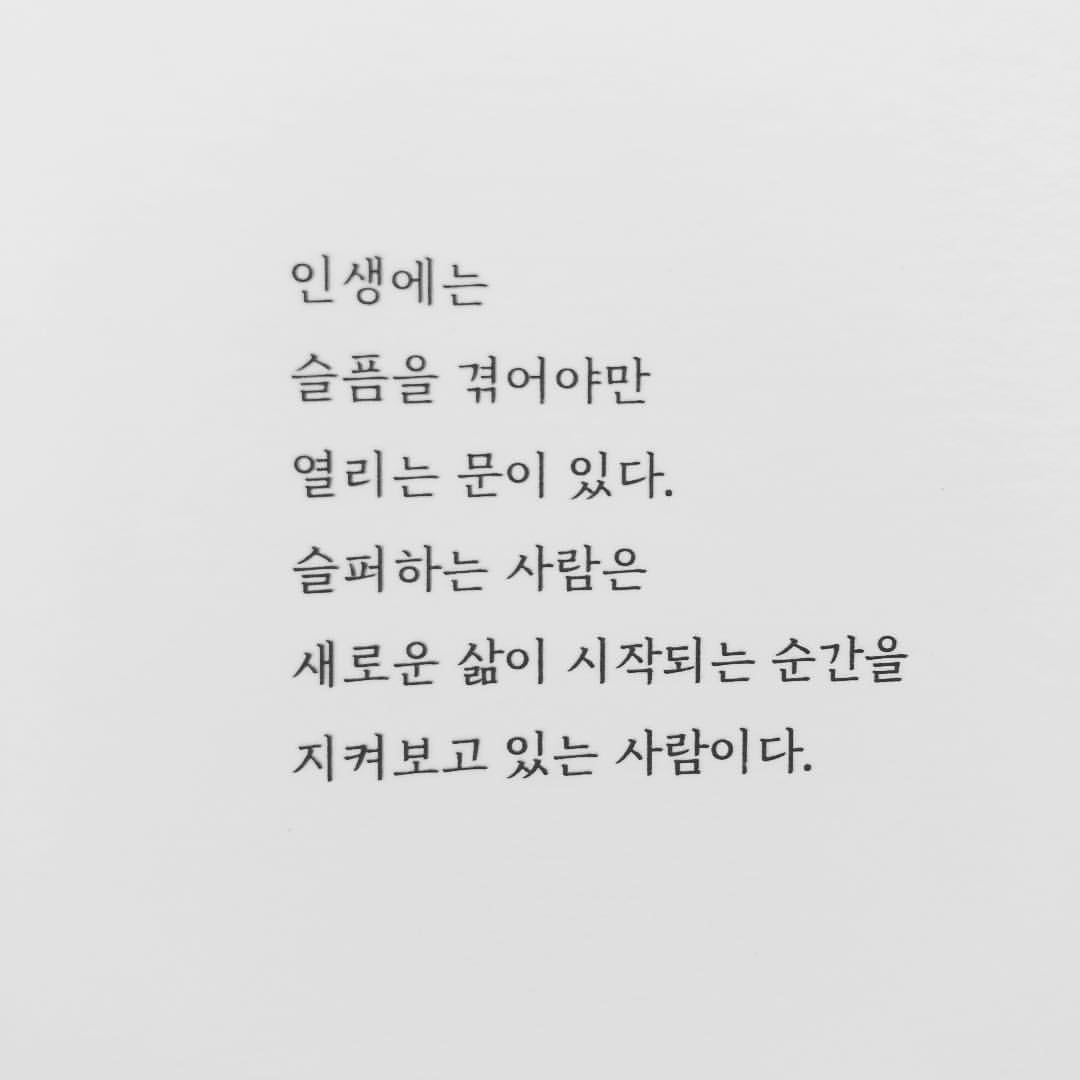 인생에는
슬픔을 겪어야만
열리는 문이 있다.
슬퍼하는 사람은
새로운 삶이 시작되는 순간을
지켜보고 있는 사람이다.